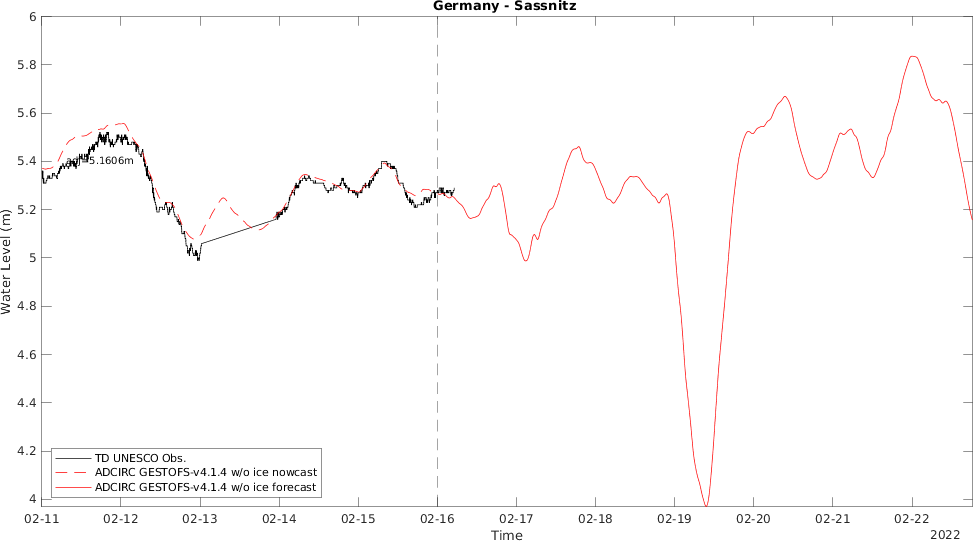 Germany - Sassnitz
6
5.8
5.6
5.4
5.2
5
4.8
4.6
4.4
4.2
4
Water Level (m)
5.1606m
TD UNESCO Obs.
ADCIRC GESTOFS-v4.1.4 w/o ice nowcast
ADCIRC GESTOFS-v4.1.4 w/o ice forecast
02-11 02-12 02-13 02-14 02-15 02-16 02-17 02-18 02-19 02-20 02-21 02-22
Time
2022